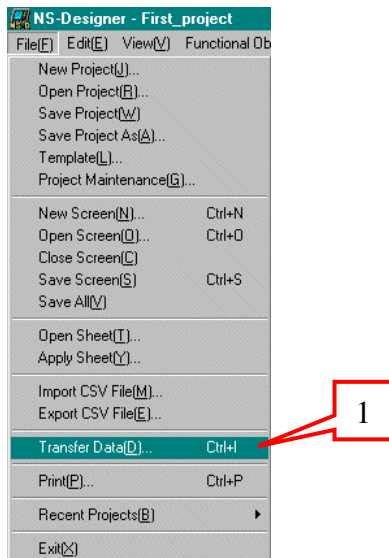 NS-Designer - First_project
File(F) Edit(E) View(V) Functional Ob
New Project(J)...
Open Project(R)...
Save Project(W)
Save Project As(A)...
Template(L)...
Project Maintenance(G)...
New Screen(N)... Ctrl+N
Open Screen(O)... Ctrl+O
Close Screen(C)
Save Screen(S) Ctrl+S
Save All(V)
Open Sheet(T)...
Apply Sheet(Y)...
Import CSV File(M)...
Export CSV File(E)...
Transfer Data(D)... Ctrl+I
1
Print(P)... Ctrl+P
Recent Projects(B)
Exit(X)